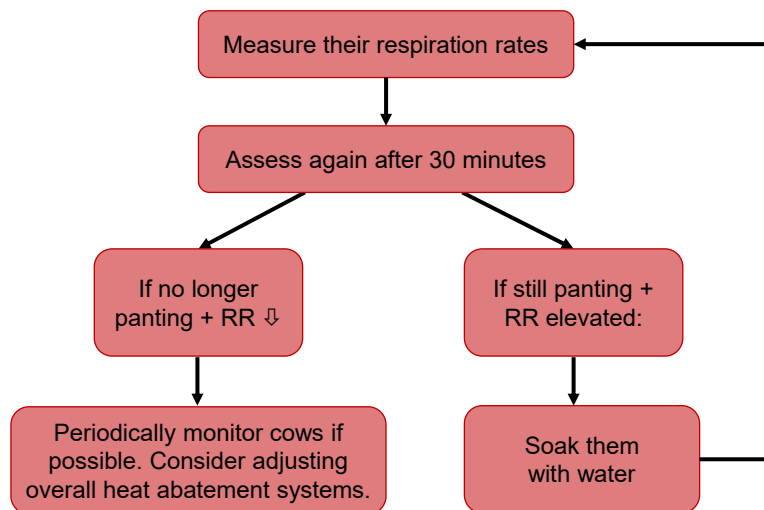 Measure their respiration rates
Assess again after 30 minutes
If no longer
panting + RR ⇩
If still panting +
RR elevated:
Periodically monitor cows if
possible. Consider adjusting
overall heat abatement systems.
Soak them
with water